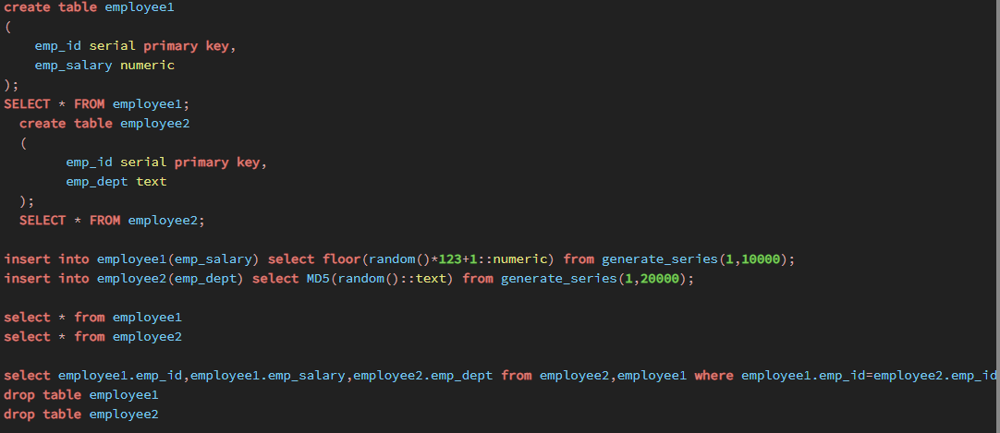 create table employee1
(
    emp_id serial primary key,
    emp_salary numeric
);
SELECT * FROM employee1;
  create table employee2
  (
        emp_id serial primary key,
        emp_dept text
  );
  SELECT * FROM employee2;
insert into employee1(emp_salary) select floor(random()*123+1::numeric) from generate_series(1,10000);
insert into employee2(emp_dept) select MD5(random()::text) from generate_series(1,20000);
select * from employee1
select * from employee2
select employee1.emp_id,employee1.emp_salary,employee2.emp_dept from employee2,employee1 where employee1.emp_id=employee2.emp_id
drop table employee1
drop table employee2